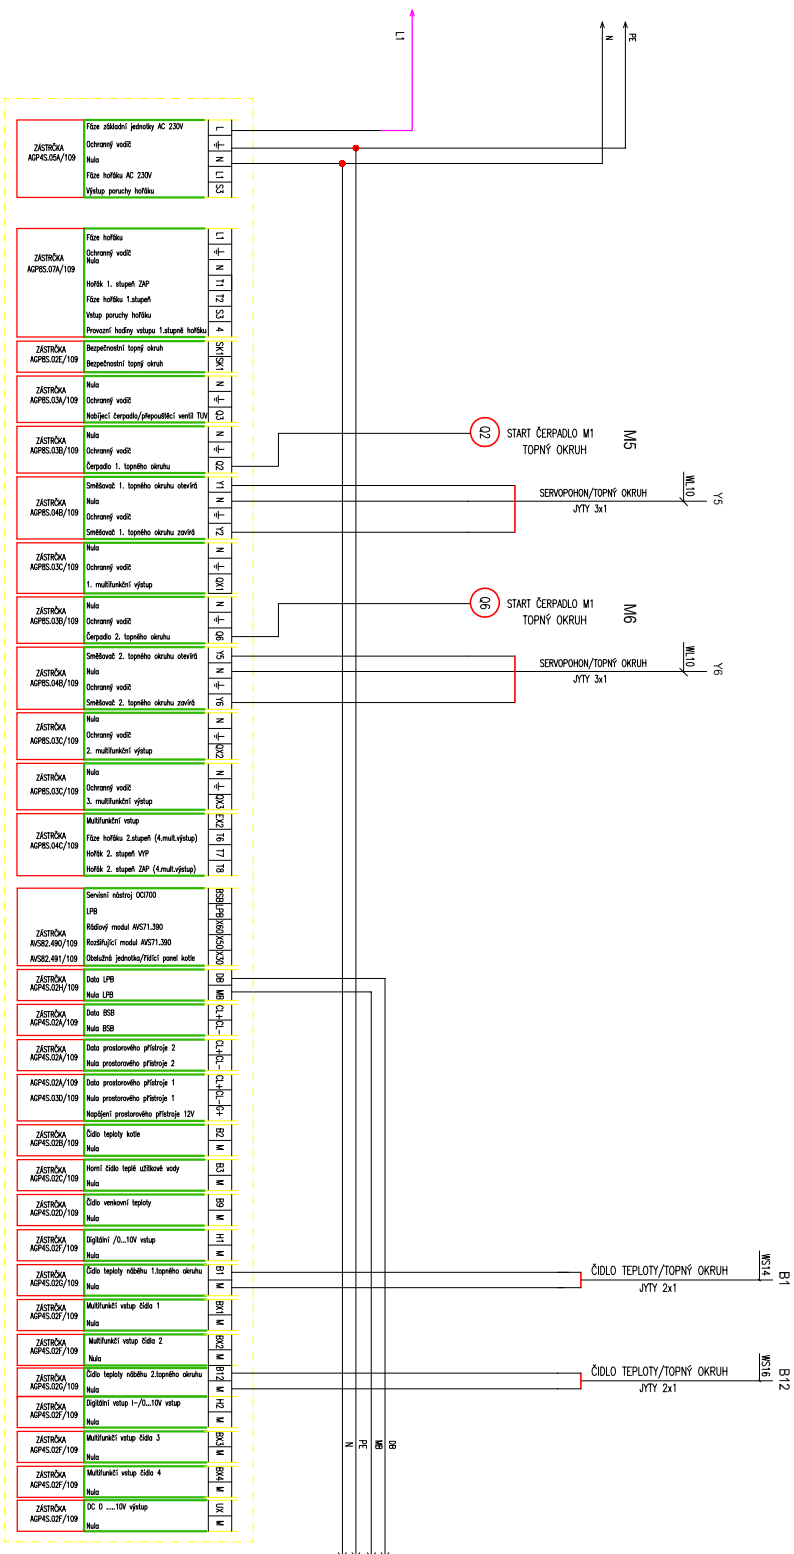 L1
N
PE
ZÁSTRČKA
AGP4S.05A/109
Fáze základní jednotky AC 230V
L
Ochranný vodič
Nula
N
Fáze hořáku AC 230V
L1
Výstup poruchy hořáku
S3
ZÁSTRČKA
AGP8S.07A/109
Fáze hořáku
L1
Ochranný vodič
Nula
N
Hořák 1. stupeň ZAP
T1
Fáze hořáku 1.stupeň
T2
Vstup poruchy hořáku
S3
Provozní hodiny vstupu 1.stupně hořáku
4
ZÁSTRČKA
AGP8S.02E/109
Bezpečnostní topný okruh
SK1
Bezpečnostní topný okruh
SK1
ZÁSTRČKA
AGP8S.03A/109
Nula
N
Ochranný vodič
Nabíjecí čerpadlo/přepouštěcí ventil TUV
Q3
ZÁSTRČKA
AGP8S.03B/109
Nula
N
Ochranný vodič
Čerpadlo 1. topného okruhu
Q2
Q2
START ČERPADLO M1
TOPNÝ OKRUH
M5
ZÁSTRČKA
AGP8S.04B/109
Směšovač 1. topného okruhu otevírá
Y1
Nula
N
Ochranný vodič
Směšovač 1. topného okruhu zavírá
Y2
SERVOPOHON/TOPNÝ OKRUH
JYTY 3x1
WL10
Y5
ZÁSTRČKA
AGP8S.03C/109
Nula
N
Ochranný vodič
1. multifunkční výstup
QX1
ZÁSTRČKA
AGP8S.03B/109
Nula
N
Ochranný vodič
Čerpadlo 2. topného okruhu
Q6
Q6
START ČERPADLO M1
TOPNÝ OKRUH
M6
ZÁSTRČKA
AGP8S.04B/109
Směšovač 2. topného okruhu otevírá
Y5
Nula
N
Ochranný vodič
Směšovač 2. topného okruhu zavírá
Y6
SERVOPOHON/TOPNÝ OKRUH
JYTY 3x1
WL10
Y6
ZÁSTRČKA
AGP8S.03C/109
Nula
N
Ochranný vodič
2. multifunkční výstup
QX2
ZÁSTRČKA
AGP8S.03C/109
Nula
N
Ochranný vodič
3. multifunkční výstup
QX3
ZÁSTRČKA
AGP8S.04C/109
Multifunkční vstup
EX2
Fáze hořáku 2.stupeň (4.mult.výstup)
T6
Hořák 2. stupeň VYP
T7
Hořák 2. stupeň ZAP (4.mult.výstup)
T8
ZÁSTRČKA
AVS82.490/109
AVS82.491/109
Servisní nástroj OCI700
BSB
LPB
LPB
Rádiový modul AVS71.390
X60
Rozšiřující modul AVS71.390
X50
Obslužná jednotka/řídící panel kotle
X30
ZÁSTRČKA
AGP4S.02H/109
Data LPB
DB
Nula LPB
MB
ZÁSTRČKA
AGP4S.02A/109
Data BSB
CL+
Nula BSB
CL-
ZÁSTRČKA
AGP4S.02A/109
Data prostorového přístroje 2
CL+
Nula prostorového přístroje 2
CL-
AGP4S.02A/109
AGP4S.03D/109
Data prostorového přístroje 1
CL+
Nula prostorového přístroje 1
CL-
Napájení prostorového přístroje 12V
G+
ZÁSTRČKA
AGP4S.02B/109
Čidlo teploty kotle
B2
Nula
M
ZÁSTRČKA
AGP4S.02C/109
Horní čidlo teplé užitkové vody
B3
Nula
M
ZÁSTRČKA
AGP4S.02D/109
Čidlo venkovní teploty
B9
Nula
M
ZÁSTRČKA
AGP4S.02F/109
Digitální /0...10V vstup
H1
Nula
M
ZÁSTRČKA
AGP4S.02G/109
Čidlo teploty náběhu 1.topného okruhu
B1
Nula
M
ČIDLO TEPLOTY/TOPNÝ OKRUH
JYTY 2x1
WS14
B1
ZÁSTRČKA
AGP4S.02F/109
Multifunkčí vstup čidla 1
BX1
Nula
M
ZÁSTRČKA
AGP4S.02F/109
Multifunkčí vstup čidla 2
BX2
Nula
M
ZÁSTRČKA
AGP4S.02G/109
Čidlo teploty náběhu 2.topného okruhu
B12
Nula
M
ČIDLO TEPLOTY/TOPNÝ OKRUH
JYTY 2x1
WS16
B12
ZÁSTRČKA
AGP4S.02F/109
Digitální vstup I-/0...10V vstup
H2
Nula
M
ZÁSTRČKA
AGP4S.02F/109
Multifunkčí vstup čidla 3
BX3
Nula
M
ZÁSTRČKA
AGP4S.02F/109
Multifunkčí vstup čidla 4
BX4
Nula
M
ZÁSTRČKA
AGP4S.02F/109
DC 0 ....10V výstup
UX
Nula
M
N
PE
MB
DB